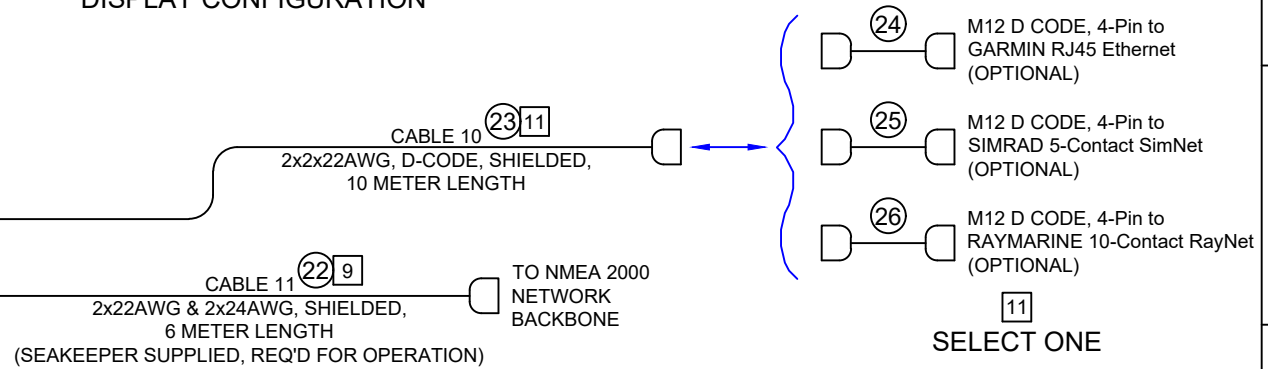 DISPLAY CONFIGURATION
CABLE 10 23 11
2x2x22AWG, D-CODE, SHIELDED,
10 METER LENGTH
CABLE 11 22 9
2x22AWG & 2x24AWG, SHIELDED,
6 METER LENGTH
(SEAKEEPER SUPPLIED, REQ'D FOR OPERATION)
TO NMEA 2000
NETWORK
BACKBONE
24
M12 D CODE, 4-Pin to
GARMIN RJ45 Ethernet
(OPTIONAL)
25
M12 D CODE, 4-Pin to
SIMRAD 5-Contact SimNet
(OPTIONAL)
26
M12 D CODE, 4-Pin to
RAYMARINE 10-Contact RayNet
(OPTIONAL)
11
SELECT ONE